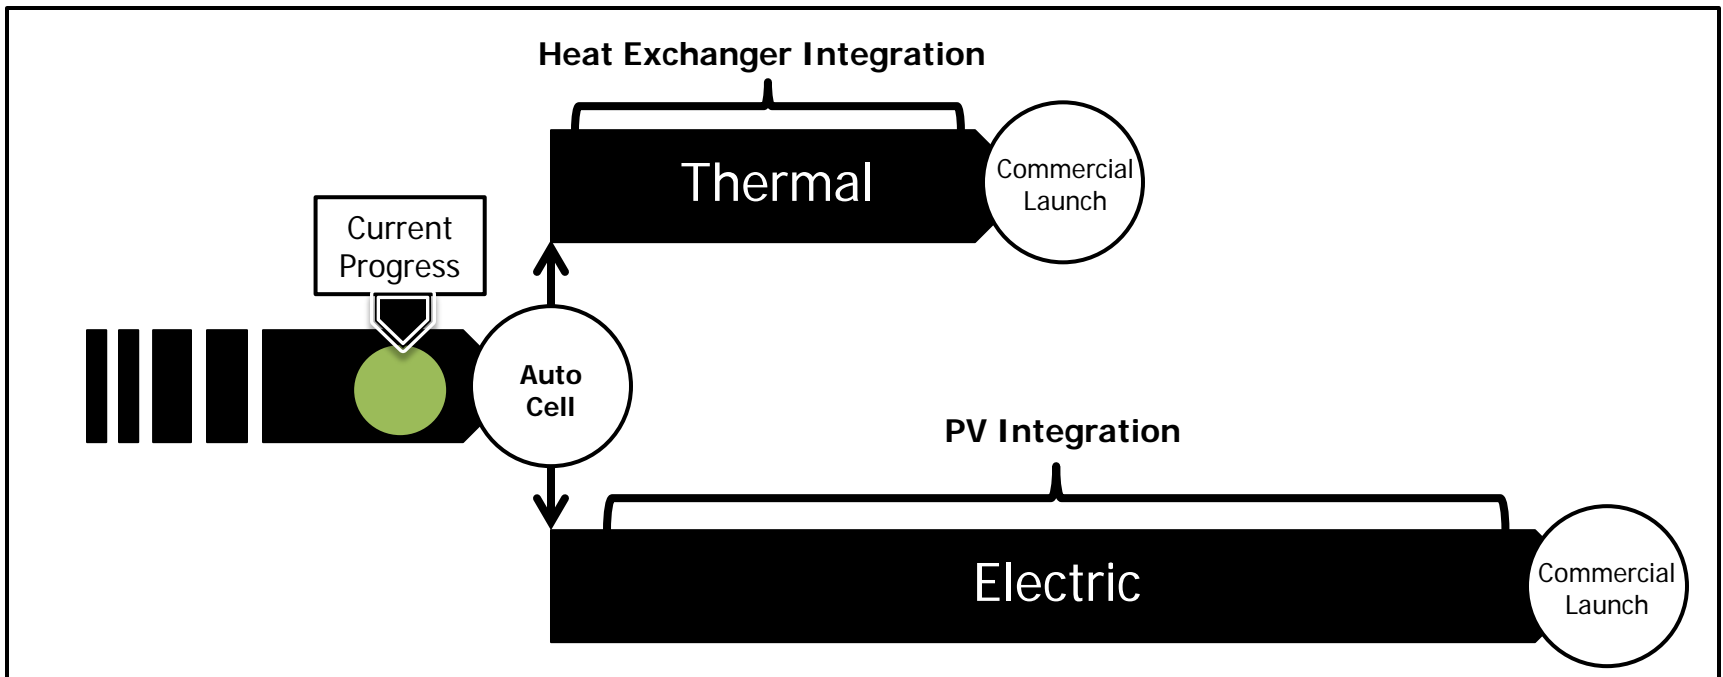 Heat Exchanger Integration
Thermal
Commercial
Launch
Current
Progress
Auto
Cell
PV Integration
Electric
Commercial
Launch